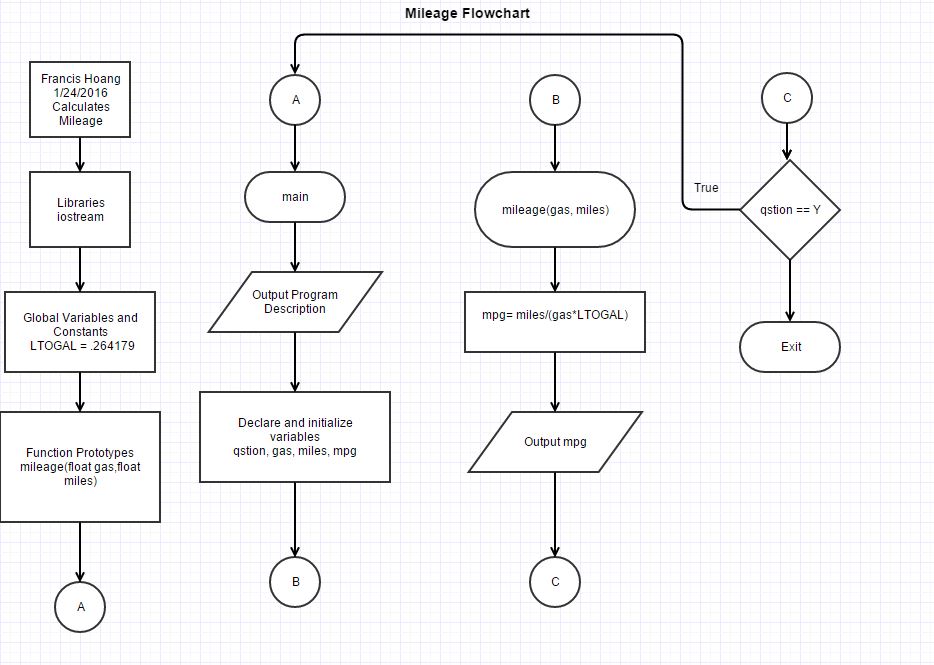 Mileage Flowchart
Francis Hoang
1/24/2016
Calculates
Mileage
Libraries
iostream
Global Variables and
Constants
LTOGAL = .264179
Function Prototypes
mileage(float gas,float
miles)
A
A
main
Output Program
Description
Declare and initialize
variables
qstion, gas, miles, mpg
B
B
mileage(gas, miles)
mpg= miles/(gas*LTOGAL)
Output mpg
C
C
True
qstion == Y
Exit